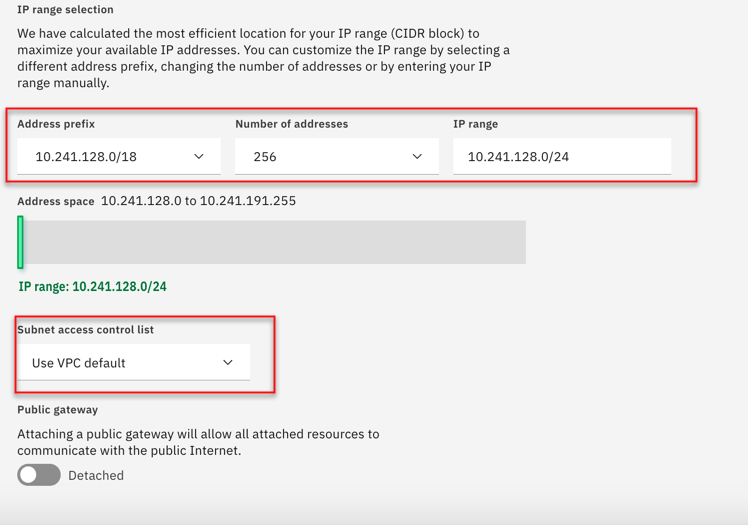 IP range selection
We have calculated the most efficient location for your IP range (CIDR block) to
maximize your available IP addresses. You can customize the IP range by selecting a
different address prefix, changing the number of addresses or by entering your IP
range manually.
Address prefix Number of addresses IP range
10.241.128.0/18 256 10.241.128.0/24
Address space 10.241.128.0 to 10.241.191.255
IP range: 10.241.128.0/24
Subnet access control list
Use VPC default
Public gateway
Attaching a public gateway will allow all attached resources to
communicate with the public Internet.
Detached